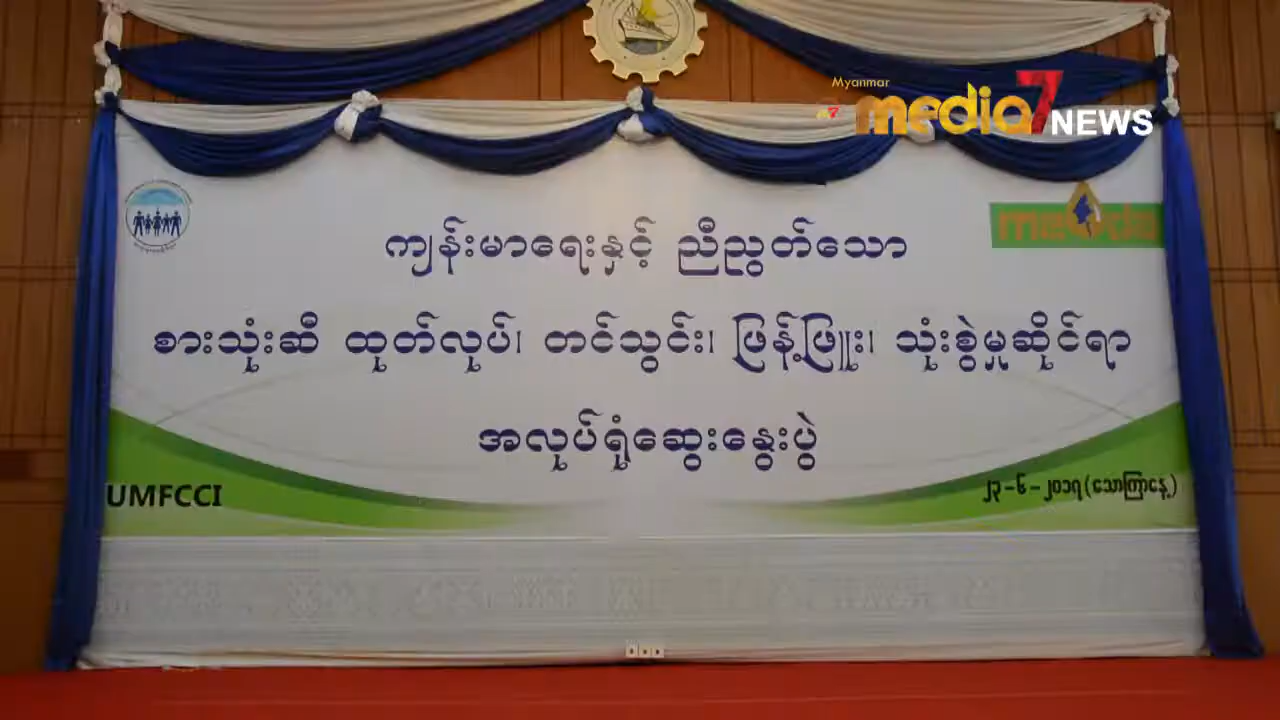 Myanmar
media7 NEWS
meoda
ကျန်းမာရေးနှင့် ညီညွတ်သော
စားသုံးဆီ ထုတ်လုပ်၊ တင်သွင်း၊ ဖြန့်ဖြူး၊ သုံးစွဲမှုဆိုင်ရာ
အလုပ်ရုံဆွေးနွေးပွဲ
UMFCCI
၂၃-၆-၂၀၁၇(သောကြာနေ့)